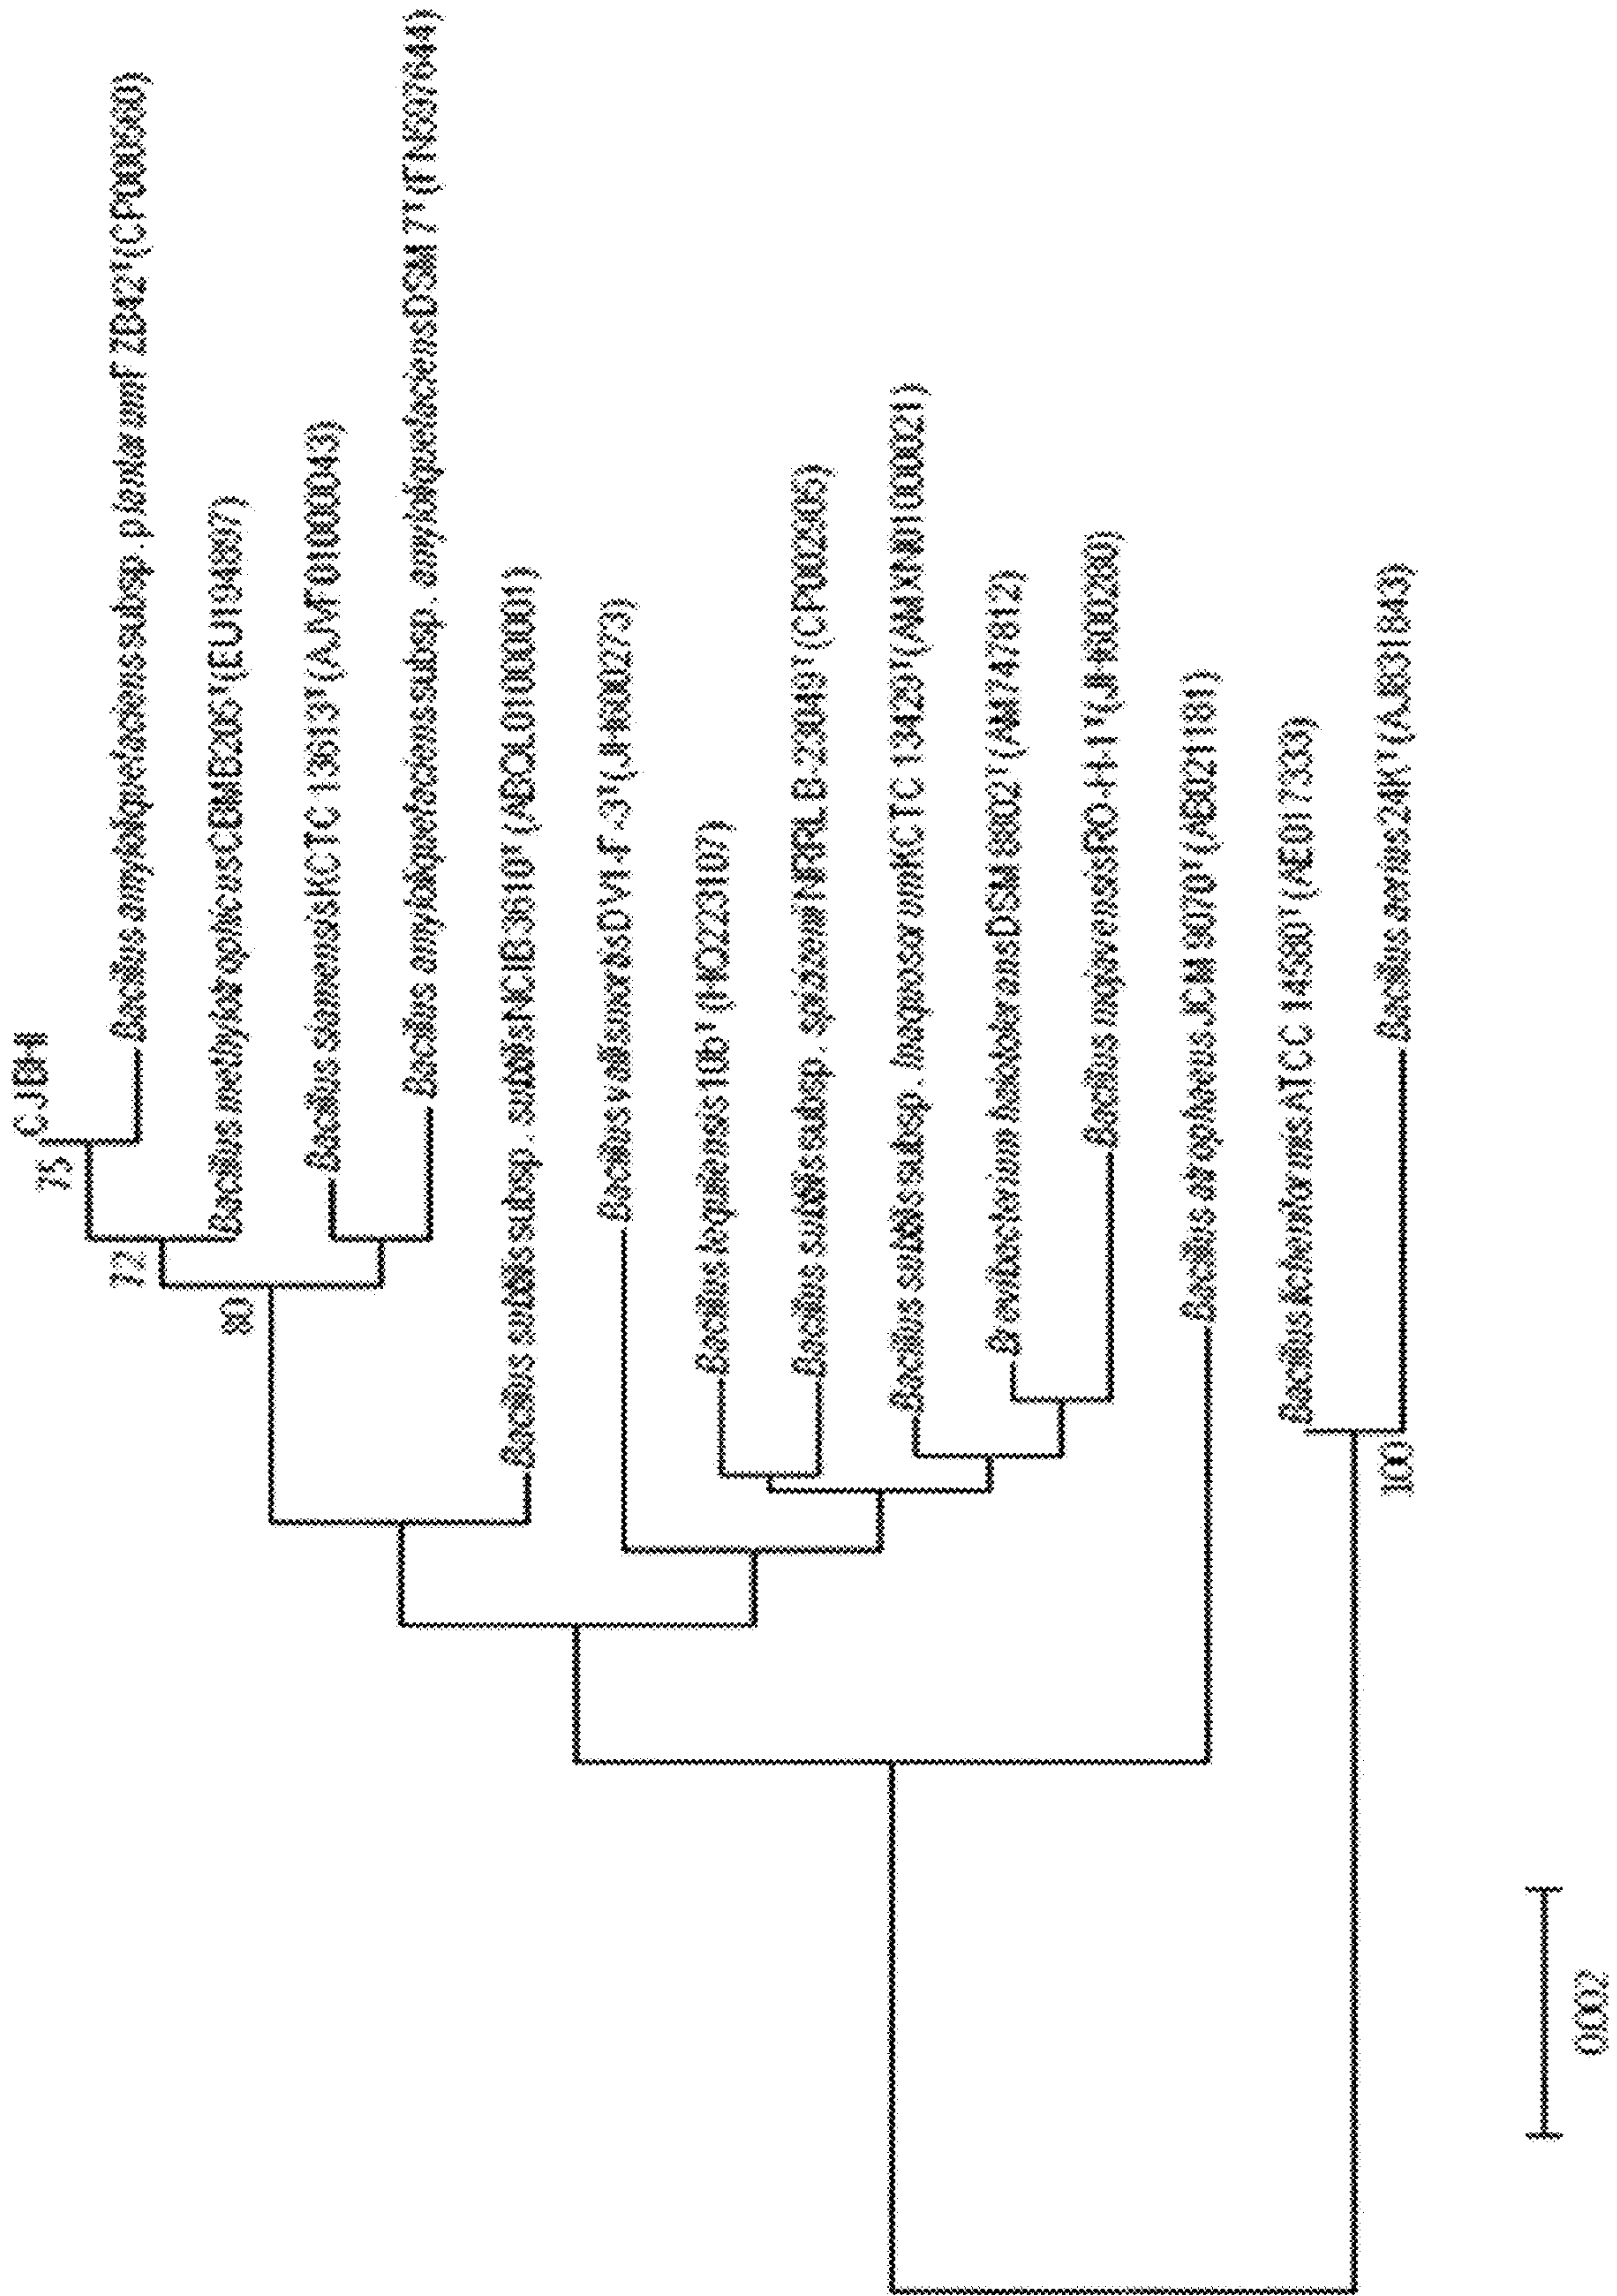 CJBH
75
Bacillus amyloliquefaciens subsp. plantarum FZB42ᵀ (CP000560)
72
Bacillus methylotrophicus CBMB205ᵀ (EU194897)
80
Bacillus siamensis KCTC 13613ᵀ (AJVF01000043)
Bacillus amyloliquefaciens subsp. amyloliquefaciens DSM 7ᵀ (FN597644)
Bacillus subtilis subsp. subtilis NCIB 3610ᵀ (ABQL01000001)
Bacillus vallismortis DV1-F-3ᵀ (JH600273)
Bacillus tequilensis 10bᵀ (HQ223107)
Bacillus subtilis subsp. spizizenii NRRL B-23049ᵀ (CP002905)
Bacillus subtilis subsp. inaquosorum KCTC 13429ᵀ (AMXN01000021)
Brevibacterium halotolerans DSM 8802ᵀ (AM747812)
Bacillus mojavensis RO-H-1ᵀ (JH600280)
Bacillus atrophaeus JCM 9070ᵀ (AB021181)
Bacillus licheniformis ATCC 14580ᵀ (AE017333)
100
Bacillus aerius 24Kᵀ (AJ831843)
0.002